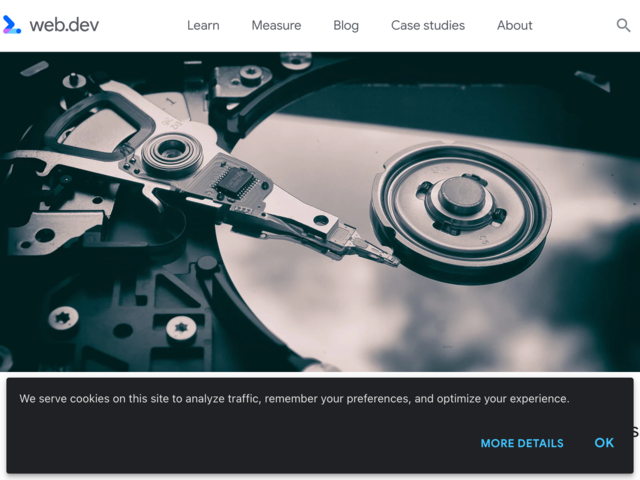 web.dev
Learn
Measure
Blog
Case studies
About
We serve cookies on this site to analyze traffic, remember your preferences, and optimize your experience.
MORE DETAILS
OK